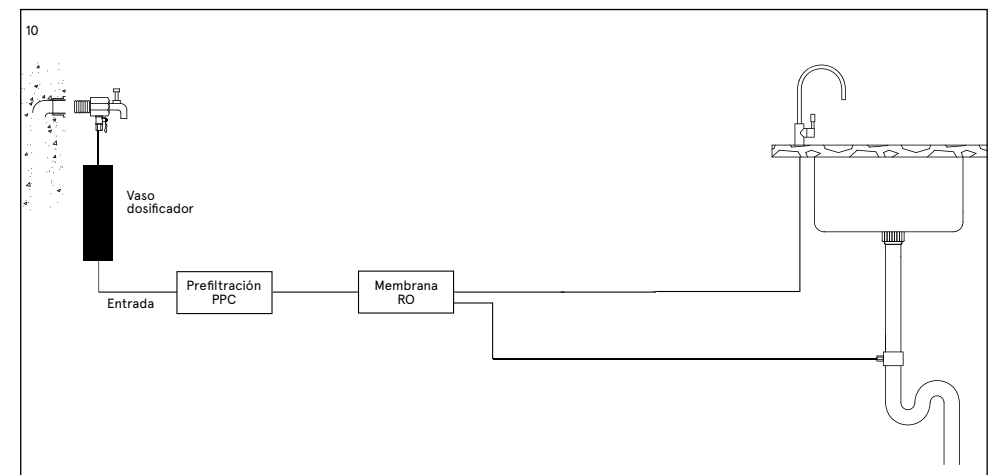 10
Vaso
dosificador
Entrada
Prefiltración
PPC
Membrana
RO